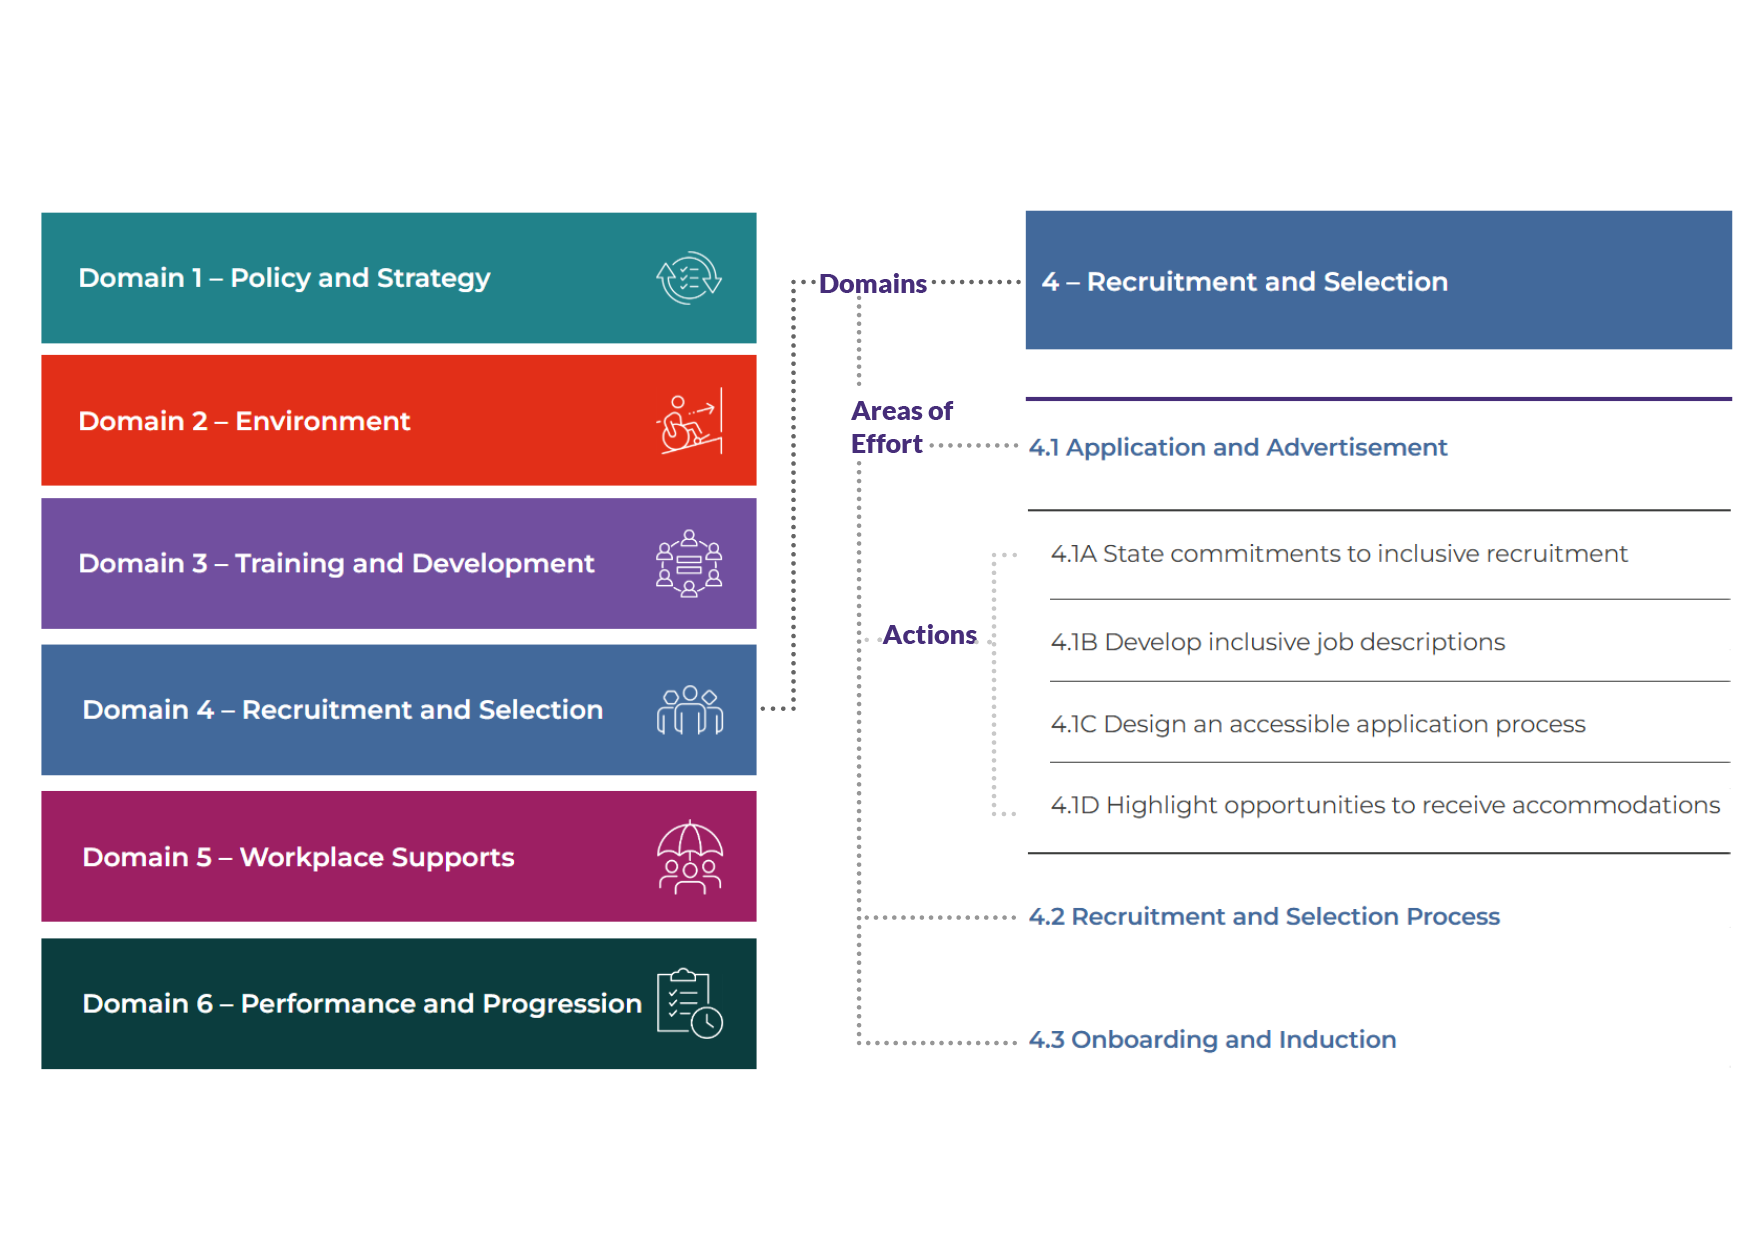 Domain 1 – Policy and Strategy
Domain 2 – Environment
Domain 3 – Training and Development
Domain 4 – Recruitment and Selection
Domain 5 – Workplace Supports
Domain 6 – Performance and Progression
Domains
Areas of
Effort
Actions
4 – Recruitment and Selection
4.1 Application and Advertisement
4.1A State commitments to inclusive recruitment
4.1B Develop inclusive job descriptions
4.1C Design an accessible application process
4.1D Highlight opportunities to receive accommodations
4.2 Recruitment and Selection Process
4.3 Onboarding and Induction